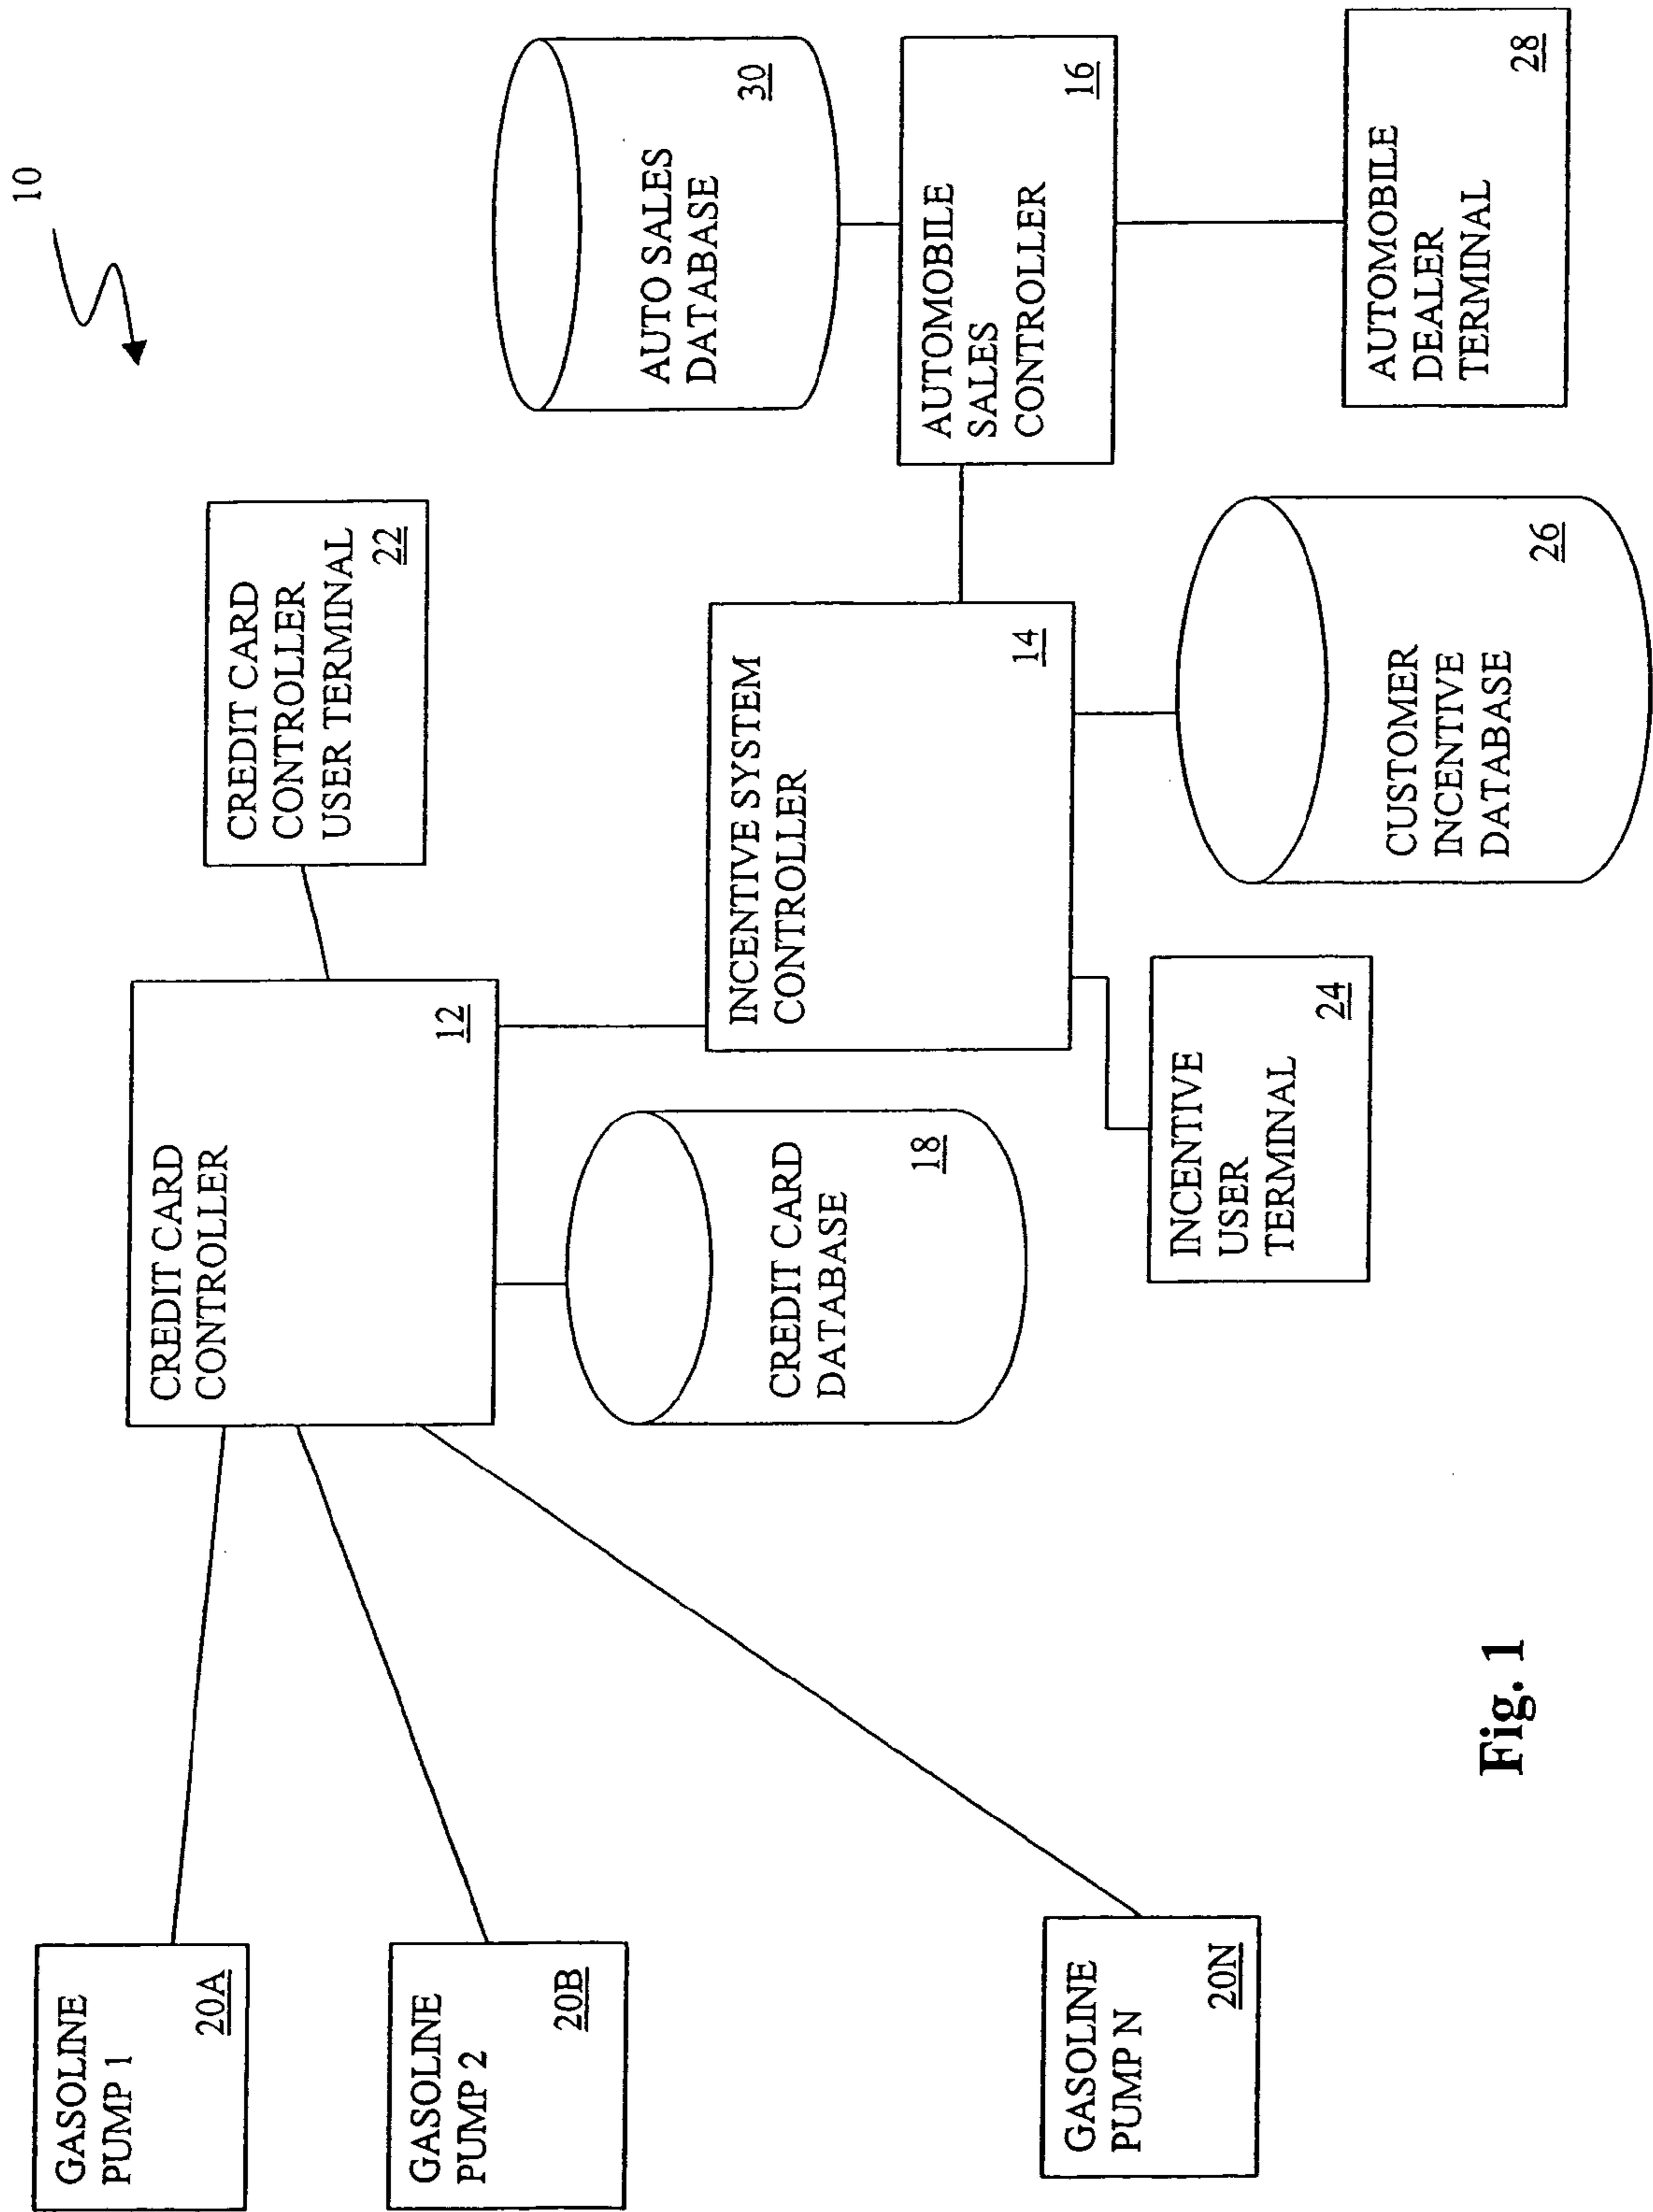 10
GASOLINE
PUMP 1
20A
GASOLINE
PUMP 2
20B
GASOLINE
PUMP N
20N
CREDIT CARD
CONTROLLER
12
CREDIT CARD
CONTROLLER
USER TERMINAL
22
CREDIT CARD
DATABASE
18
INCENTIVE SYSTEM
CONTROLLER
14
INCENTIVE
USER
TERMINAL
24
CUSTOMER
INCENTIVE
DATABASE
26
AUTO SALES
DATABASE
30
AUTOMOBILE
SALES
CONTROLLER
16
AUTOMOBILE
DEALER
TERMINAL
28
Fig. 1